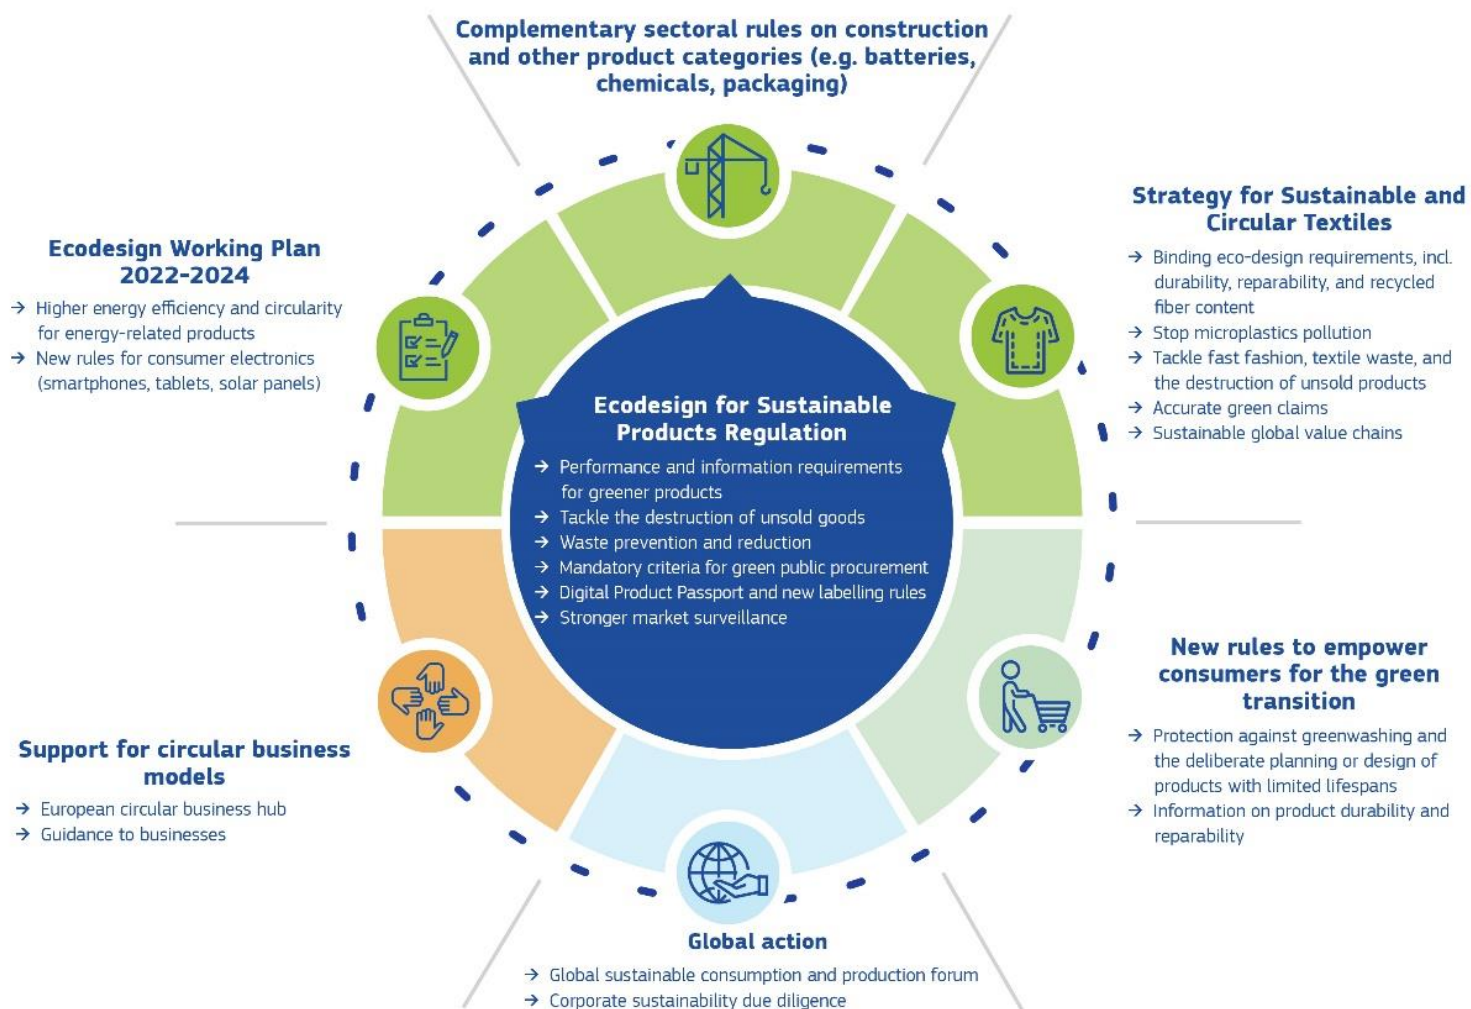 Complementary sectoral rules on construction
and other product categories (e.g. batteries,
chemicals, packaging)
Ecodesign Working Plan
2022-2024
→ Higher energy efficiency and circularity
for energy-related products
→ New rules for consumer electronics
(smartphones, tablets, solar panels)
Strategy for Sustainable and
Circular Textiles
→ Binding eco-design requirements, incl.
durability, reparability, and recycled
fiber content
→ Stop microplastics pollution
→ Tackle fast fashion, textile waste, and
the destruction of unsold products
→ Accurate green claims
→ Sustainable global value chains
Ecodesign for Sustainable
Products Regulation
→ Performance and information requirements
for greener products
→ Tackle the destruction of unsold goods
→ Waste prevention and reduction
→ Mandatory criteria for green public procurement
→ Digital Product Passport and new labelling rules
→ Stronger market surveillance
Support for circular business
models
→ European circular business hub
→ Guidance to businesses
New rules to empower
consumers for the green
transition
→ Protection against greenwashing and
the deliberate planning or design of
products with limited lifespans
→ Information on product durability and
reparability
Global action
→ Global sustainable consumption and production forum
→ Corporate sustainability due diligence